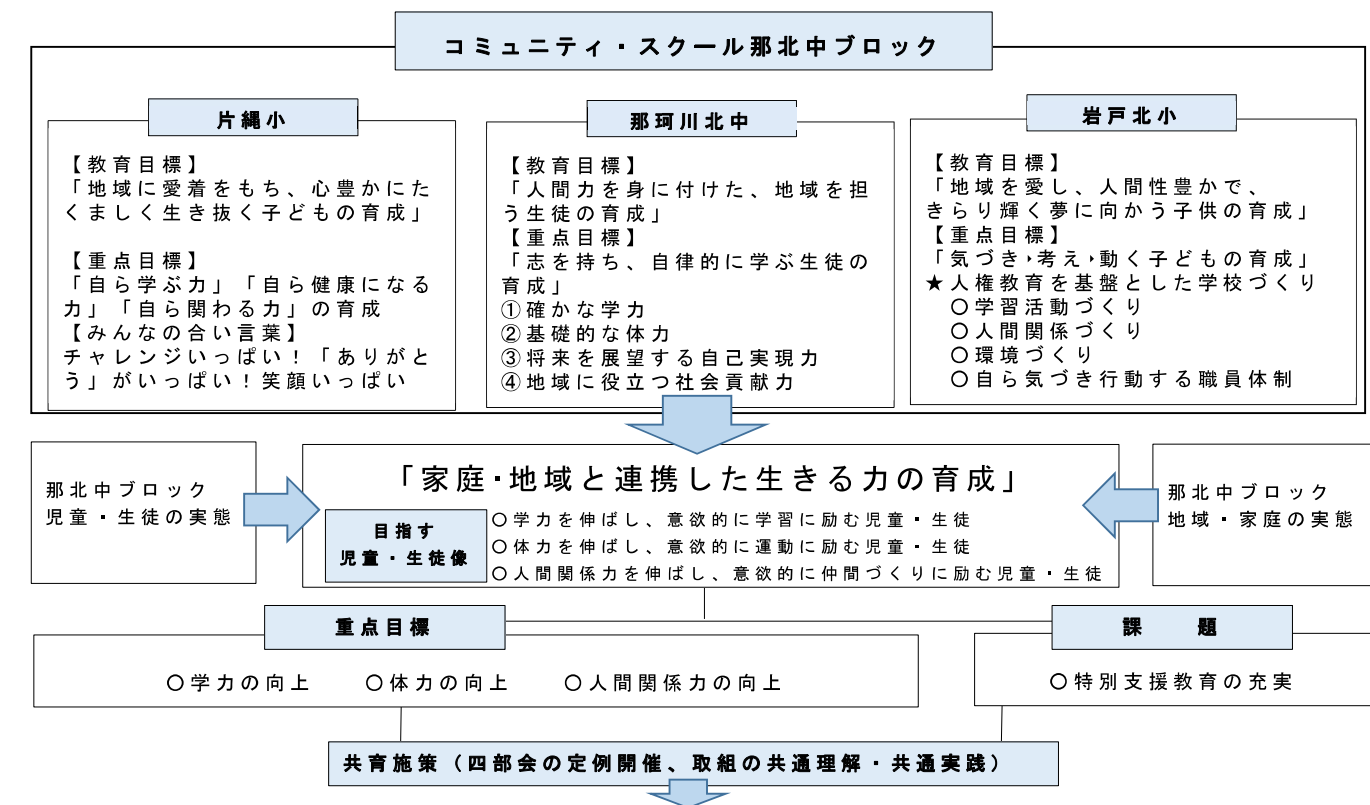 コミュニティ・スクール那北中ブロック
片縄小
【教育目標】
「地域に愛着をもち、心豊かにた
くましく生き抜く子どもの育成」
【重点目標】
「自ら学ぶ力」「自ら健康になる
力」「自ら関わる力」の育成
【みんなの合い言葉】
チャレンジいっぱい！「ありがと
う」がいっぱい！笑顔いっぱい
那珂川北中
【教育目標】
「人間力を身に付けた、地域を担
う生徒の育成」
【重点目標】
「志を持ち、自律的に学ぶ生徒の
育成」
①確かな学力
②基礎的な体力
③将来を展望する自己実現力
④地域に役立つ社会貢献力
岩戸北小
【教育目標】
「地域を愛し、人間性豊かで、
きらり輝く夢に向かう子供の育成」
【重点目標】
「気づき・考え・動く子どもの育成」
★人権教育を基盤とした学校づくり
〇学習活動づくり
〇人間関係づくり
〇環境づくり
〇自ら気づき行動する職員体制
那北中ブロック
児童・生徒の実態
「家庭・地域と連携した生きる力の育成」
目指す
児童・生徒像
〇学力を伸ばし、意欲的に学習に励む児童・生徒
〇体力を伸ばし、意欲的に運動に励む児童・生徒
〇人間関係力を伸ばし、意欲的に仲間づくりに励む児童・生徒
那北中ブロック
地域・家庭の実態
重点目標
〇学力の向上　〇体力の向上　〇人間関係力の向上
課　題
〇特別支援教育の充実
共育施策（四部会の定例開催、取組の共通理解・共通実践）